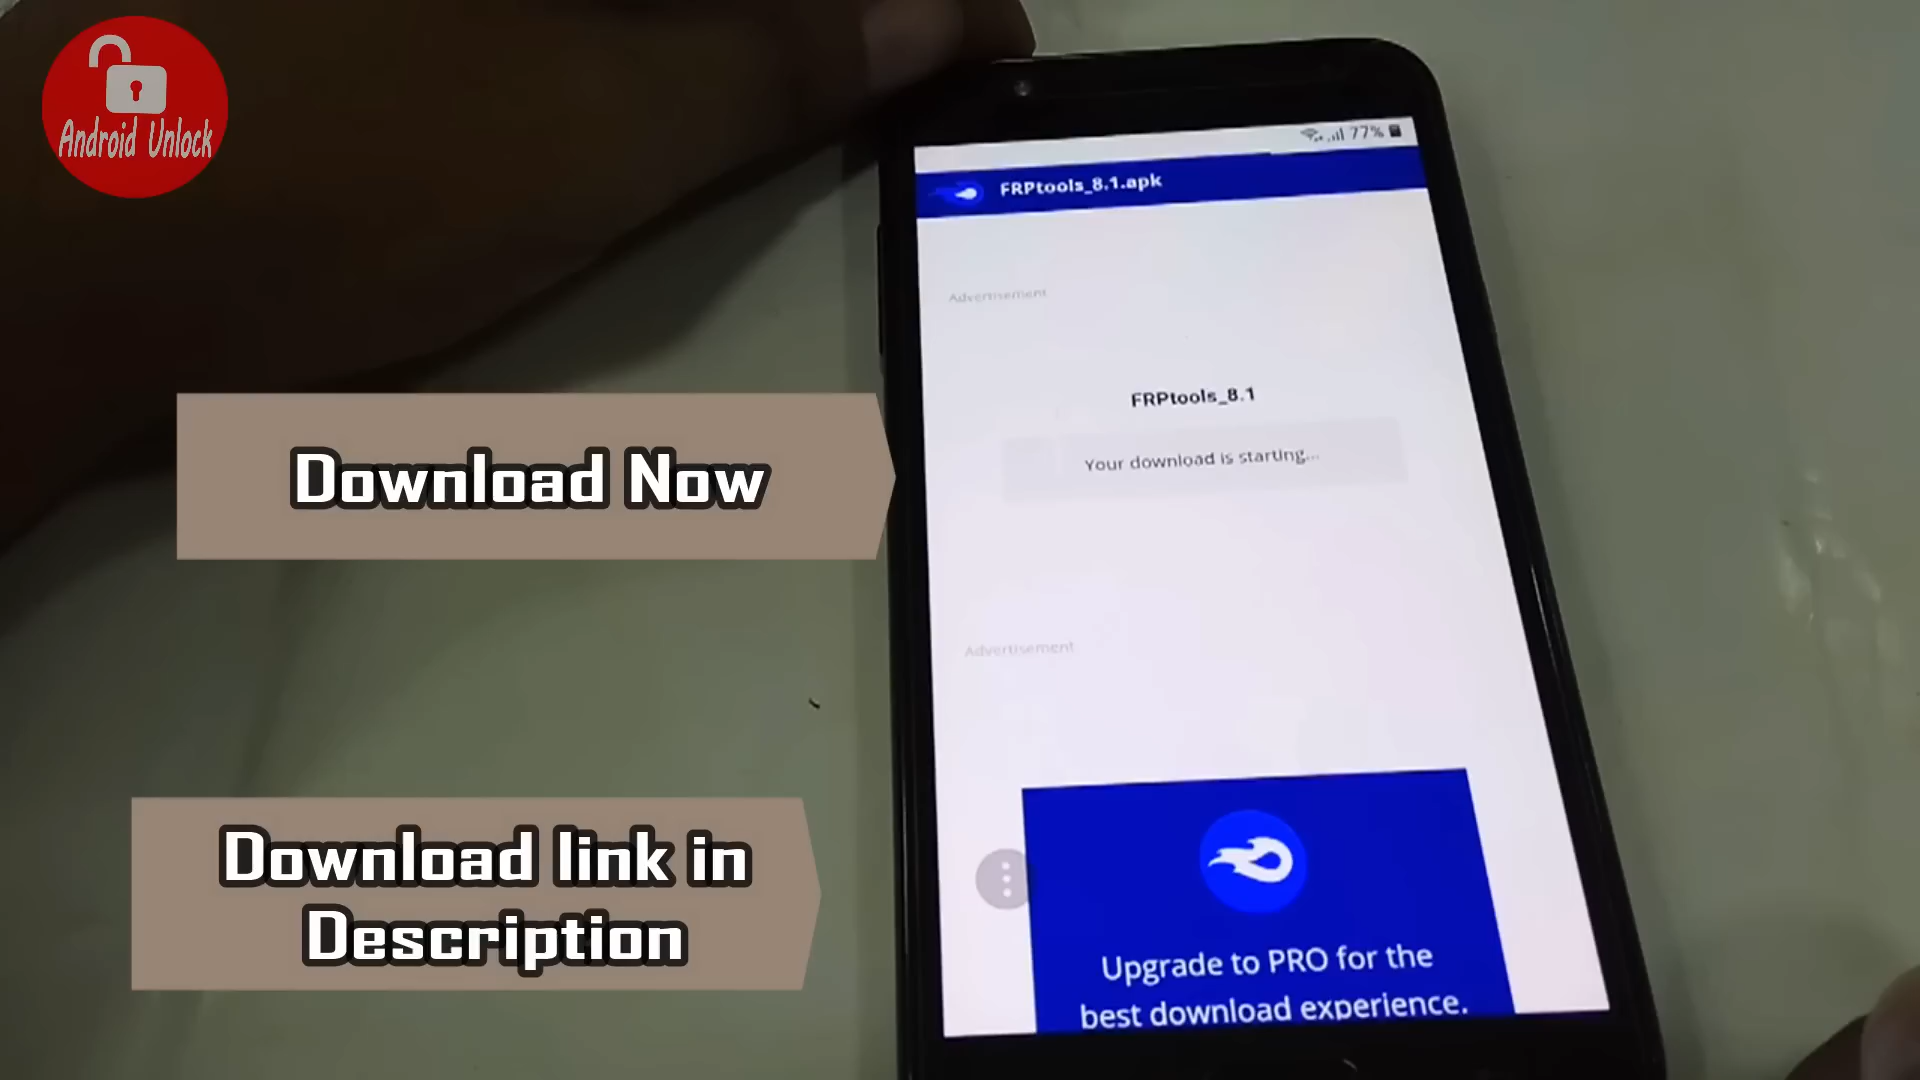 Android Unlock
77%
FRPtools_8.1.apk
Advertisement
FRPtools_8.1
Your download is starting...
Download Now
Advertisement
Download link in
Description
Upgrade to PRO for the
best download experience.